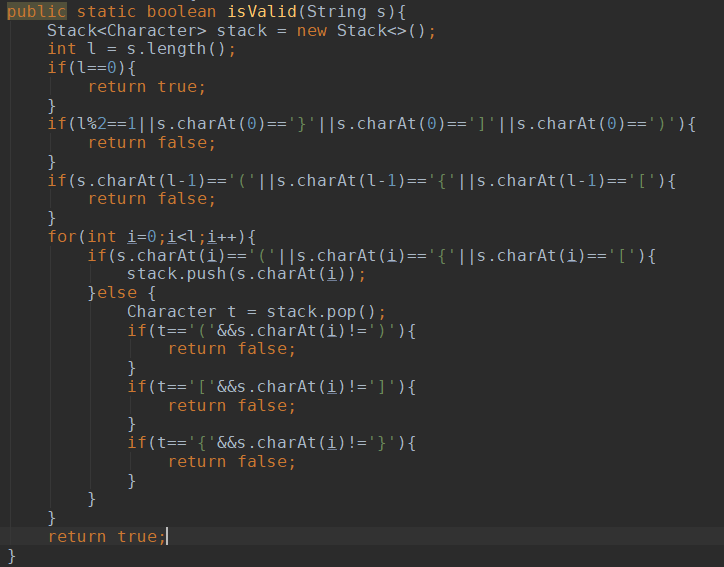 public static boolean isValid(String s){
    Stack<Character> stack = new Stack<>();
    int l = s.length();
    if(l==0){
        return true;
    }
    if(l%2==1||s.charAt(0)=='}'||s.charAt(0)==']'||s.charAt(0)==')'){
        return false;
    }
    if(s.charAt(l-1)=='('||s.charAt(l-1)=='{'||s.charAt(l-1)=='['){
        return false;
    }
    for(int i=0;i<l;i++){
        if(s.charAt(i)=='('||s.charAt(i)=='{'||s.charAt(i)=='['){
            stack.push(s.charAt(i));
        }else {
            Character t = stack.pop();
            if(t=='('&&s.charAt(i)!=')'){
                return false;
            }
            if(t=='['&&s.charAt(i)!=']'){
                return false;
            }
            if(t=='{'&&s.charAt(i)!='}'){
                return false;
            }
        }
    }
    return true;
}